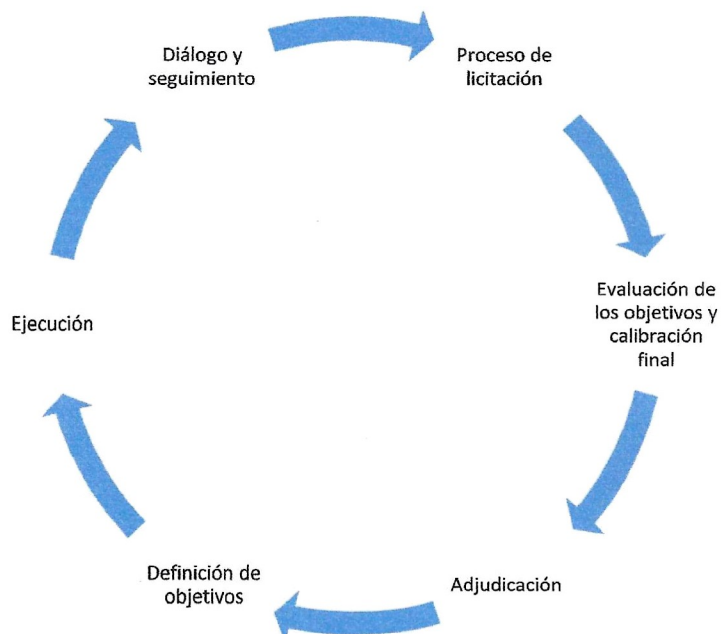 Diálogo y
seguimiento
Proceso de
licitación
Evaluación de
los objetivos y
calibración
final
Adjudicación
Definición de
objetivos
Ejecución